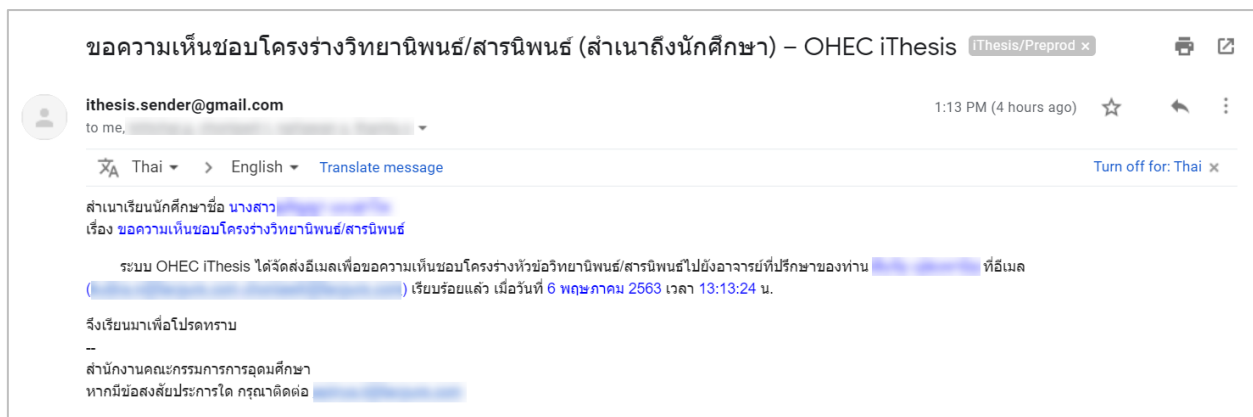 ขอความเห็นชอบโครงร่างวิทยานิพนธ์/สารนิพนธ์ (สำเนาถึงนักศึกษา) – OHEC iThesis iThesis/Preprod ×
ithesis.sender@gmail.com 1:13 PM (4 hours ago)
to me,
Thai > English Translate message Turn off for: Thai ×
สำเนาเรียนนักศึกษาชื่อ นางสาว
เรื่อง ขอความเห็นชอบโครงร่างวิทยานิพนธ์/สารนิพนธ์
ระบบ OHEC iThesis ได้จัดส่งอีเมลเพื่อขอความเห็นชอบโครงร่างหัวข้อวิทยานิพนธ์/สารนิพนธ์ไปยังอาจารย์ที่ปรึกษาของท่าน ที่อีเมล
( ) เรียบร้อยแล้ว เมื่อวันที่ 6 พฤษภาคม 2563 เวลา 13:13:24 น.
จึงเรียนมาเพื่อโปรดทราบ
--
สำนักงานคณะกรรมการการอุดมศึกษา
หากมีข้อสงสัยประการใด กรุณาติดต่อ